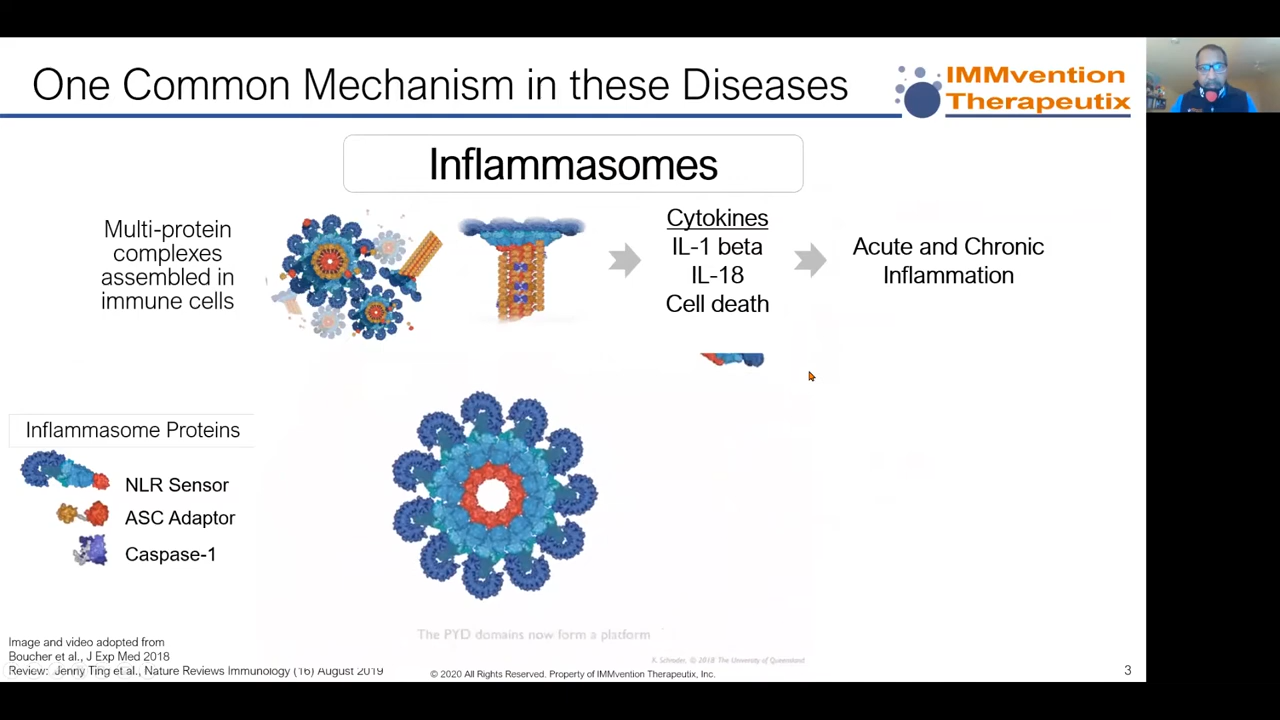 One Common Mechanism in these Diseases
IMMvention
Therapeutix
Inflammasomes
Multi-protein
complexes
assembled in
immune cells
Cytokines
IL-1 beta
IL-18
Cell death
Acute and Chronic
Inflammation
Inflammasome Proteins
NLR Sensor
ASC Adaptor
Caspase-1
The PYD domains now form a platform
K. Schroder, © 2018 The University of Queensland
Image and video adopted from
Boucher et al., J Exp Med 2018
Review: Jenny Ting et al., Nature Reviews Immunology (16) August 2019
© 2020 All Rights Reserved. Property of IMMvention Therapeutix, Inc.
3